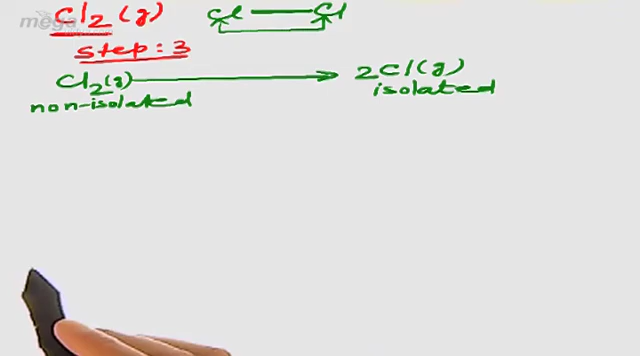 mega
Cl2 (g) Cl — Cl
step : 3
Cl2(g) → 2Cl(g)
non-isolated isolated